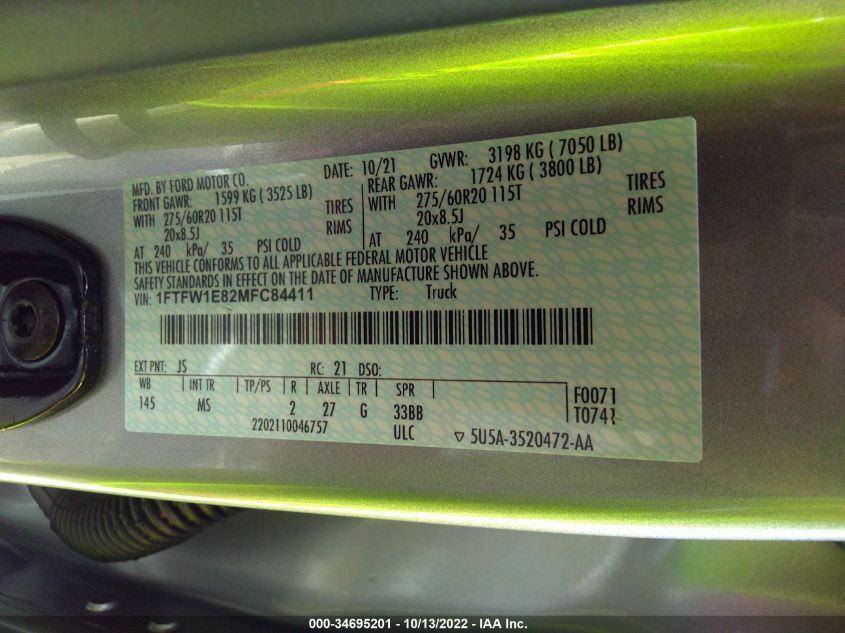 MFD. BY FORD MOTOR CO. DATE: 10/21 GVWR: 3198 KG ( 7050 LB)
FRONT GAWR: 1599 KG ( 3525 LB) REAR GAWR: 1724 KG ( 3800 LB)
WITH 275/60R20 115T TIRES WITH 275/60R20 115T TIRES
20x8.5J RIMS 20x8.5J RIMS
AT 240 kPa/ 35 PSI COLD AT 240 kPa/ 35 PSI COLD
THIS VEHICLE CONFORMS TO ALL APPLICABLE FEDERAL MOTOR VEHICLE
SAFETY STANDARDS IN EFFECT ON THE DATE OF MANUFACTURE SHOWN ABOVE.
VIN: 1FTFW1E82MFC84411 TYPE: Truck
EXT PNT: JS RC: 21 DSO:
WB INT TR TP/PS R AXLE TR SPR F0071
145 MS 2 27 G 33BB
2202110046757 ULC ▽ 5U5A-3520472-AA
000-34695201 - 10/13/2022 - IAA Inc.